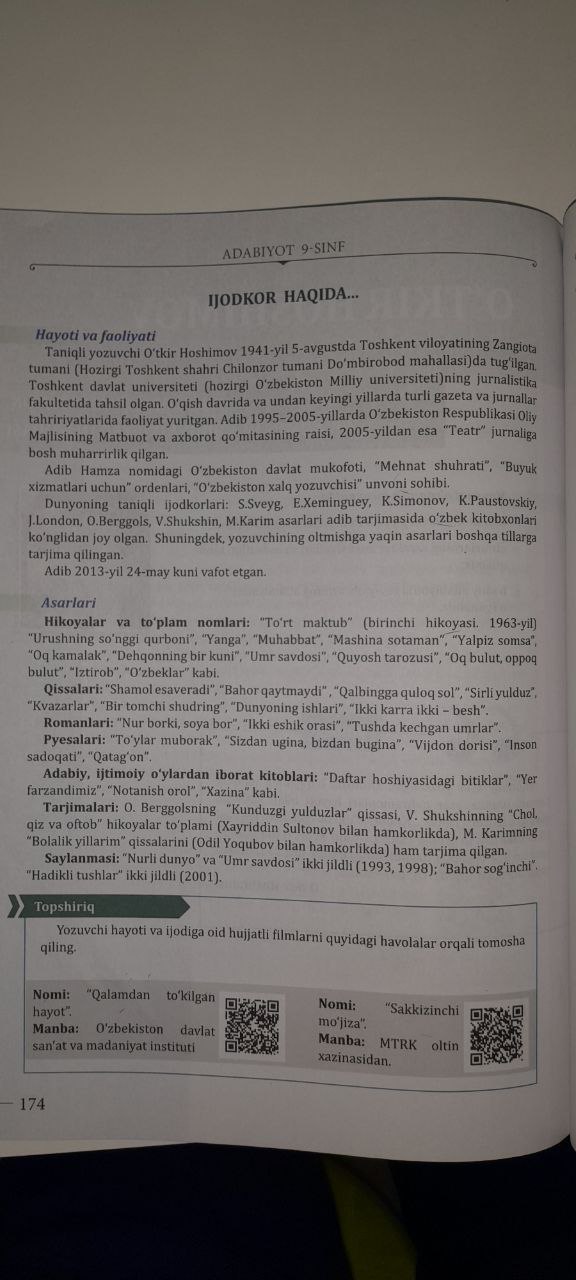 ADABIYOT 9-SINF
IJODKOR HAQIDA...
Hayoti va faoliyati
Taniqli yozuvchi O‘tkir Hoshimov 1941-yil 5-avgustda Toshkent viloyatining Zangiota
tumani (Hozirgi Toshkent shahri Chilonzor tumani Do‘mbirobod mahallasi)da tug‘ilgan.
Toshkent davlat universiteti (hozirgi O‘zbekiston Milliy universiteti)ning jurnalistika
fakultetida tahsil olgan. O‘qish davrida va undan keyingi yillarda turli gazeta va jurnallar
tahririyatlarida faoliyat yuritgan. Adib 1995–2005-yillarda O‘zbekiston Respublikasi Oliy
Majlisining Matbuot va axborot qo‘mitasining raisi, 2005-yildan esa “Teatr” jurnaliga
bosh muharrirlik qilgan.
Adib Hamza nomidagi O‘zbekiston davlat mukofoti, “Mehnat shuhrati”, “Buyuk
xizmatlari uchun” ordenlari, “O‘zbekiston xalq yozuvchisi” unvoni sohibi.
Dunyoning taniqli ijodkorlari: S.Sveyg, E.Xeminguey, K.Simonov, K.Paustovskiy,
J.London, O.Berggols, V.Shukshin, M.Karim asarlari adib tarjimasida o‘zbek kitobxonlari
ko‘nglidan joy olgan. Shuningdek, yozuvchining oltmishga yaqin asarlari boshqa tillarga
tarjima qilingan.
Adib 2013-yil 24-may kuni vafot etgan.
Asarlari
Hikoyalar va to‘plam nomlari: “To‘rt maktub” (birinchi hikoyasi. 1963-yil)
“Urushning so‘nggi qurboni”, “Yanga”, “Muhabbat”, “Mashina sotaman”, “Yalpiz somsa”,
“Oq kamalak”, “Dehqonning bir kuni”, “Umr savdosi”, “Quyosh tarozusi”, “Oq bulut, oppoq
bulut”, “Iztirob”, “O‘zbeklar” kabi.
Qissalari: “Shamol esaveradi”, “Bahor qaytmaydi”, “Qalbingga quloq sol”, “Sirli yulduz”,
“Kvazarlar”, “Bir tomchi shudring”, “Dunyoning ishlari”, “Ikki karra ikki – besh”.
Romanlari: “Nur borki, soya bor”, “Ikki eshik orasi”, “Tushda kechgan umrlar”.
Pyesalari: “To‘ylar muborak”, “Sizdan ugina, bizdan bugina”, “Vijdon dorisi”, “Inson
sadoqati”, “Qatag‘on”.
Adabiy, ijtimoiy o‘ylardan iborat kitoblari: “Daftar hoshiyasidagi bitiklar”, “Yer
farzandimiz”, “Notanish orol”, “Xazina” kabi.
Tarjimalari: O. Berggolsning “Kunduzgi yulduzlar” qissasi, V. Shukshinning “Chol,
qiz va oftob” hikoyalar to‘plami (Xayriddin Sultonov bilan hamkorlikda), M. Karimning
“Bolalik yillarim” qissalarini (Odil Yoqubov bilan hamkorlikda) ham tarjima qilgan.
Saylanmasi: “Nurli dunyo” va “Umr savdosi” ikki jildli (1993, 1998); “Bahor sog‘inchi”.
“Hadikli tushlar” ikki jildli (2001).
Topshiriq
Yozuvchi hayoti va ijodiga oid hujjatli filmlarni quyidagi havolalar orqali tomosha
qiling.
Nomi: “Qalamdan to‘kilgan
hayot”.
Manba: O‘zbekiston davlat
san’at va madaniyat instituti
Nomi: “Sakkizinchi
mo‘jiza”.
Manba: MTRK oltin
xazinasidan.
174